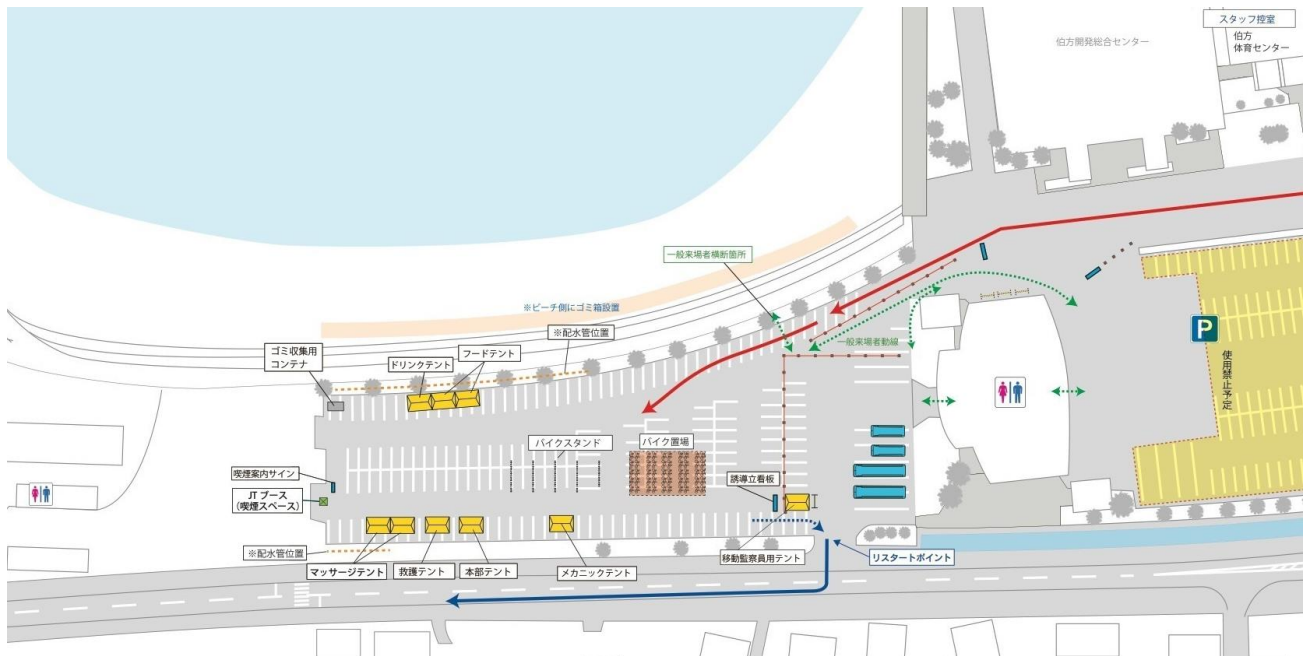 スタッフ控室
伯方
体育センター
伯方開発総合センター
一般来場者横断箇所
※ビーチ側にゴミ箱設置
※配水管位置
ゴミ収集用
コンテナ
ドリンクテント
フードテント
一般来場者動線
P
使用禁止予定
バイクスタンド
バイク置場
喫煙案内サイン
JT ブース
(喫煙スペース)
誘導立看板
※配水管位置
マッサージテント
救護テント
本部テント
メカニックテント
移動監察員用テント
リスタートポイント